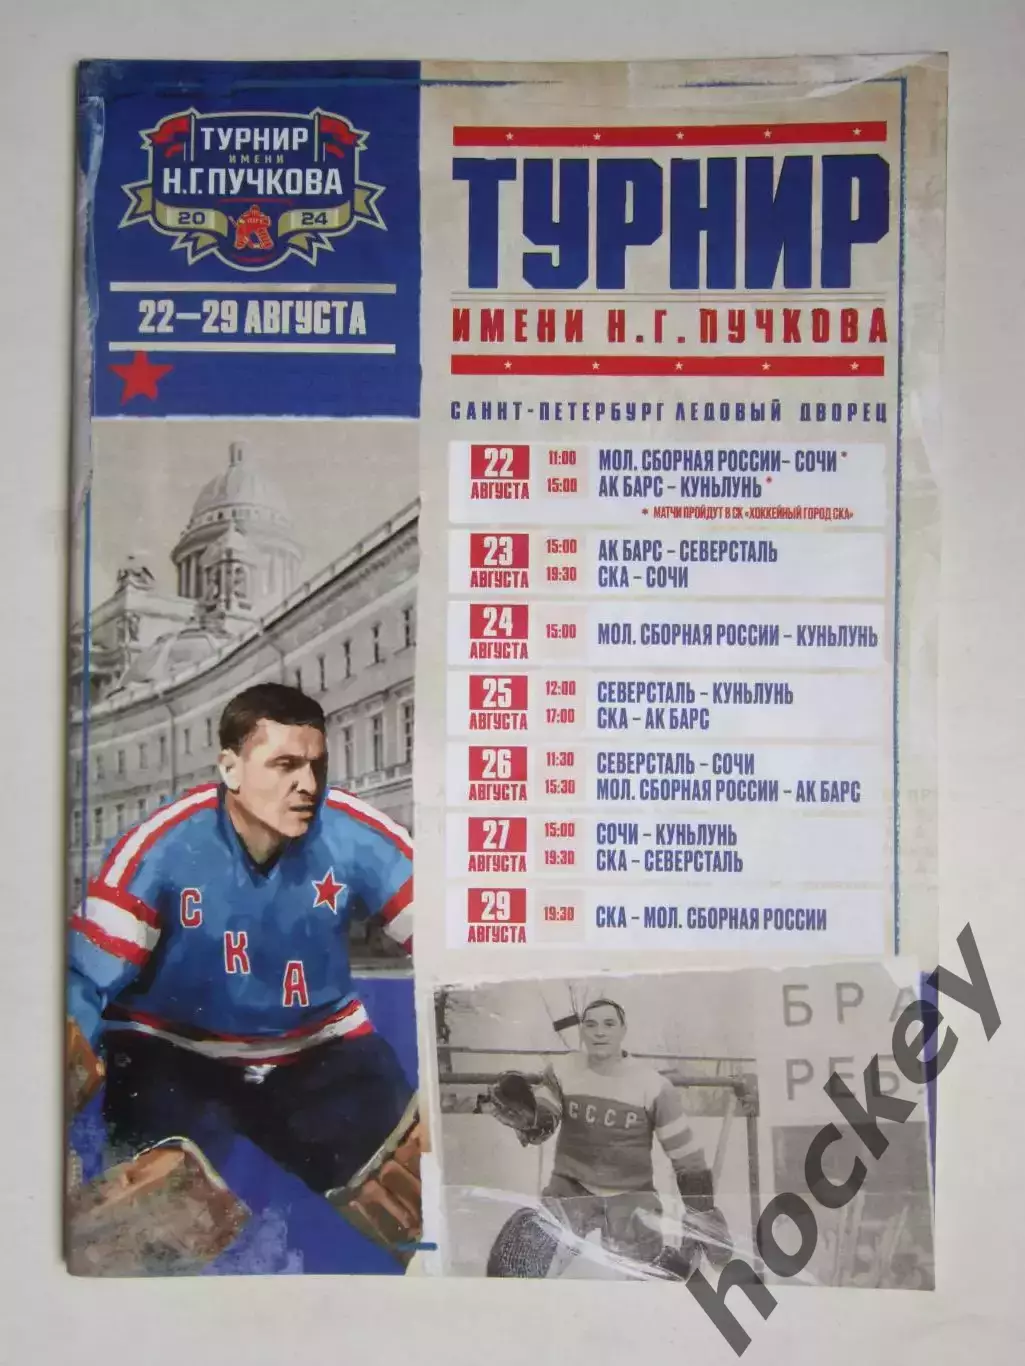 ТУРНИР
ИМЕНИ
Н.Г. ПУЧКОВА
20 24
22–29 АВГУСТА
ТУРНИР
ИМЕНИ Н.Г. ПУЧКОВА
САНКТ-ПЕТЕРБУРГ ЛЕДОВЫЙ ДВОРЕЦ
22 АВГУСТА
11:00 МОЛ. СБОРНАЯ РОССИИ– СОЧИ *
15:00 АК БАРС – КУНЬЛУНЬ *
* МАТЧИ ПРОЙДУТ В СК «ХОККЕЙНЫЙ ГОРОД СКА»
23 АВГУСТА
15:00 АК БАРС – СЕВЕРСТАЛЬ
19:30 СКА – СОЧИ
24 АВГУСТА
15:00 МОЛ. СБОРНАЯ РОССИИ – КУНЬЛУНЬ
25 АВГУСТА
12:00 СЕВЕРСТАЛЬ – КУНЬЛУНЬ
17:00 СКА – АК БАРС
26 АВГУСТА
11:30 СЕВЕРСТАЛЬ – СОЧИ
15:30 МОЛ. СБОРНАЯ РОССИИ – АК БАРС
27 АВГУСТА
15:00 СОЧИ – КУНЬЛУНЬ
19:30 СКА – СЕВЕРСТАЛЬ
29 АВГУСТА
19:30 СКА – МОЛ. СБОРНАЯ РОССИИ
СКА
СССР
БРА
РЕБ
hockey